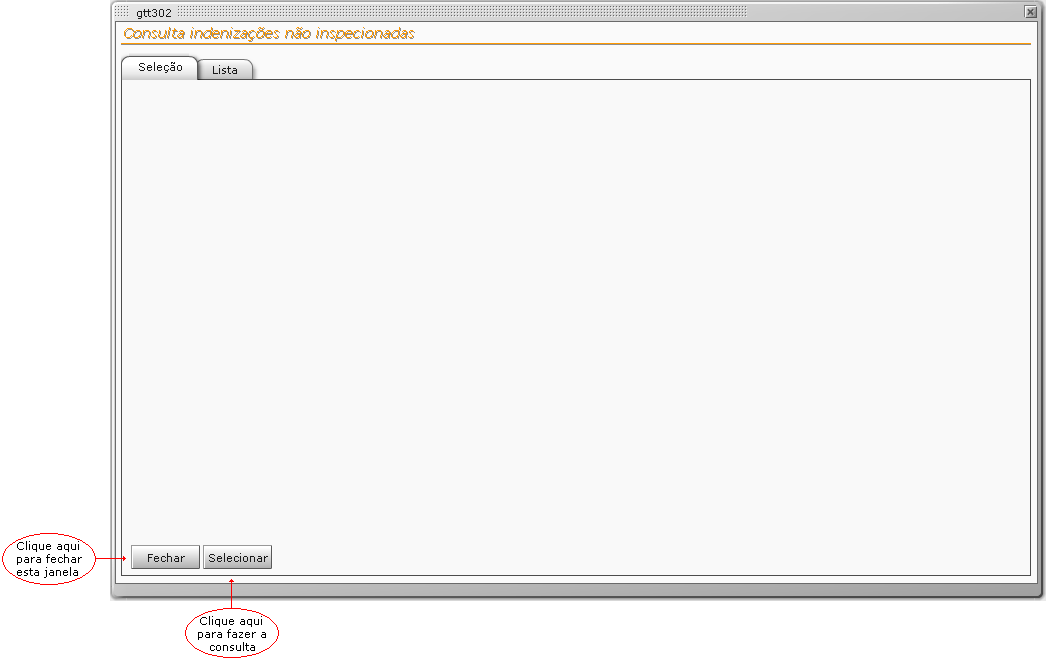 gtt302
Consulta indenizações não inspecionadas
Seleção
Lista
Clique aqui
para fechar
esta janela
Fechar
Selecionar
Clique aqui
para fazer a
consulta